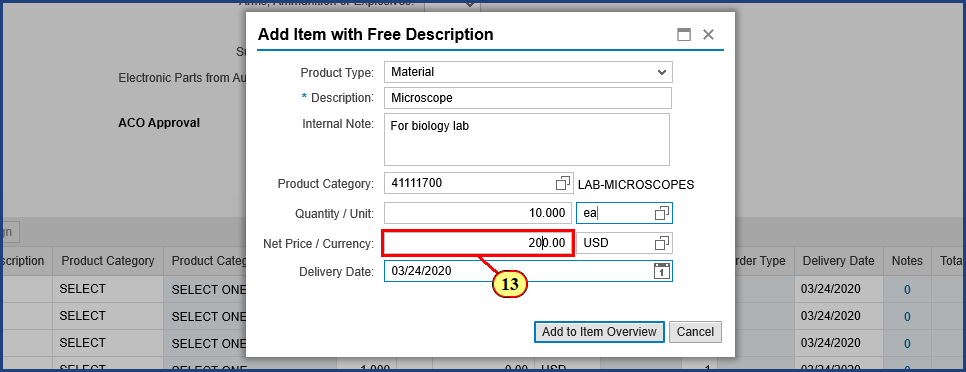 Arms, Ammunition or Explosives:
Add Item with Free Description
Su
Electronic Parts from Au
ACO Approval
Product Type: Material
* Description: Microscope
Internal Note: For biology lab
Product Category: 41111700 LAB-MICROSCOPES
Quantity / Unit: 10.000 ea
Net Price / Currency: 200.00 USD
Delivery Date: 03/24/2020 1
13
Add to Item Overview Cancel
gn
scription Product Category Product Categ rder Type Delivery Date Notes Total
SELECT SELECT ONE 03/24/2020 0
SELECT SELECT ONE 03/24/2020 0
SELECT SELECT ONE 03/24/2020 0
SELECT SELECT ONE 1.000 0.00 USD 1 03/24/2020 0